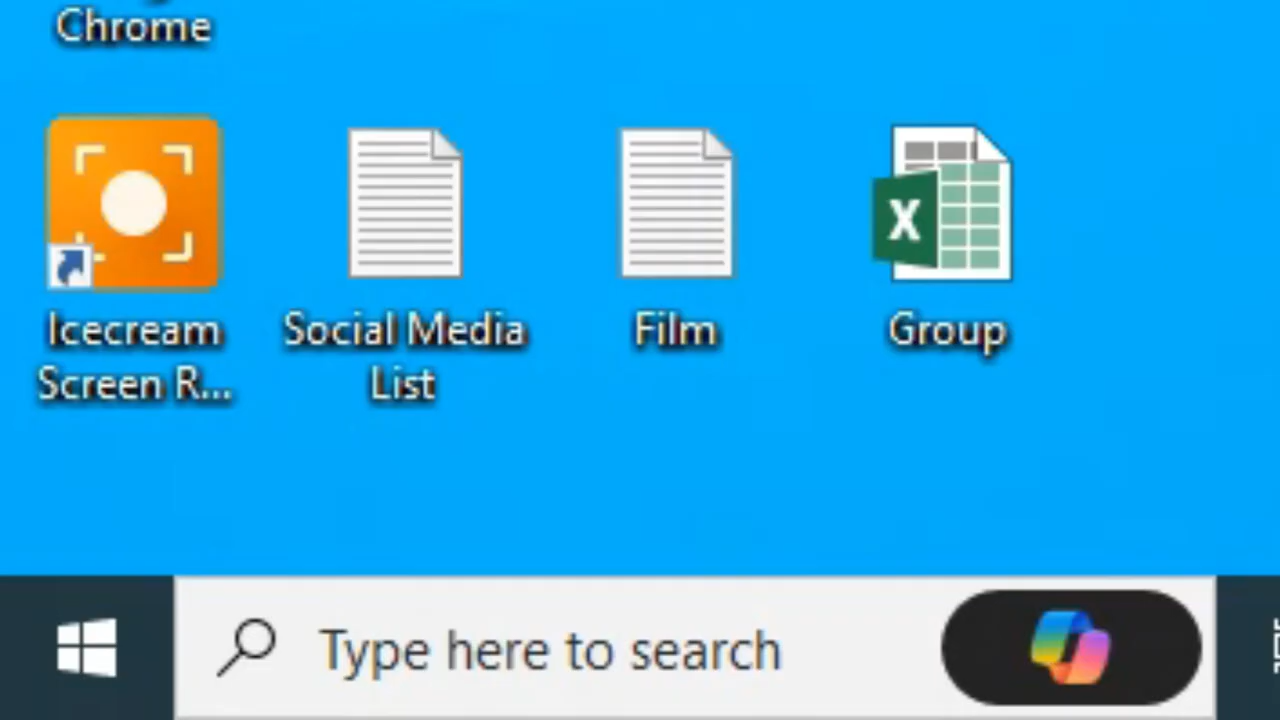 Chrome
Icecream
Screen R...
Social Media
List
Film
Group
Type here to search